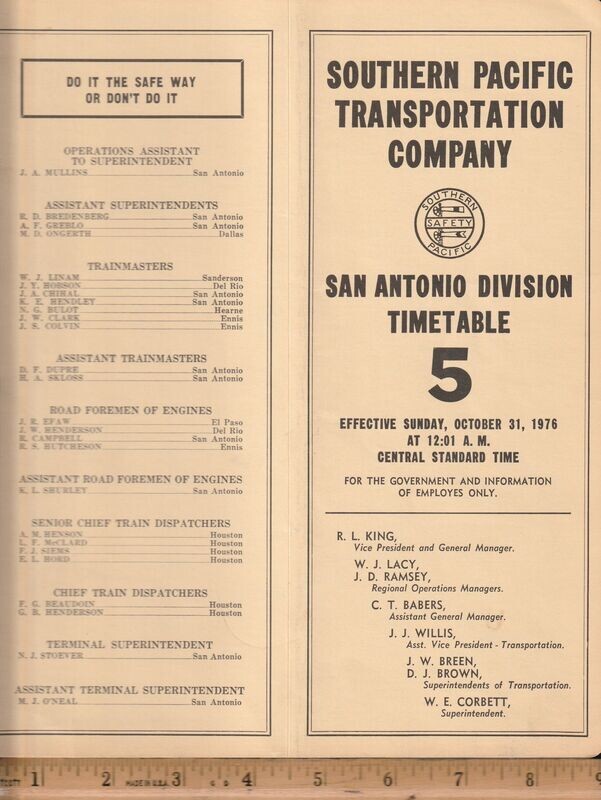 DO IT THE SAFE WAY
OR DON'T DO IT
OPERATIONS ASSISTANT
TO SUPERINTENDENT
J. A. MULLINS San Antonio
ASSISTANT SUPERINTENDENTS
R. D. BREDENBERG San Antonio
A. F. GREBLO San Antonio
M. D. ONGERTH Dallas
TRAINMASTERS
W. J. LINAM Sanderson
J. Y. HOBSON Del Rio
J. A. CHIHAL San Antonio
K. E. HENDLEY San Antonio
N. G. BULOT Hearne
J. W. CLARK Ennis
J. S. COLVIN Ennis
ASSISTANT TRAINMASTERS
D. F. DUPRE San Antonio
H. A. SKLOSS San Antonio
ROAD FOREMEN OF ENGINES
J. R. EFAW El Paso
J. W. HENDERSON Del Rio
R. CAMPBELL San Antonio
R. S. HUTCHESON Ennis
ASSISTANT ROAD FOREMEN OF ENGINES
K. L. SHURLEY San Antonio
SENIOR CHIEF TRAIN DISPATCHERS
A. M. HENSON Houston
L. F. McCLARD Houston
F. J. SIEMS Houston
E. L. HORD Houston
CHIEF TRAIN DISPATCHERS
F. G. BEAUDOIN Houston
G. B. HENDERSON Houston
TERMINAL SUPERINTENDENT
N. J. STOEVER San Antonio
ASSISTANT TERMINAL SUPERINTENDENT
M. J. O'NEAL San Antonio
SOUTHERN PACIFIC
TRANSPORTATION
COMPANY
SOUTHERN
SAFETY
PACIFIC
SAN ANTONIO DIVISION
TIMETABLE
5
EFFECTIVE SUNDAY, OCTOBER 31, 1976
AT 12:01 A. M.
CENTRAL STANDARD TIME
FOR THE GOVERNMENT AND INFORMATION
OF EMPLOYES ONLY.
R. L. KING,
Vice President and General Manager.
W. J. LACY,
J. D. RAMSEY,
Regional Operations Managers.
C. T. BABERS,
Assistant General Manager.
J. J. WILLIS,
Asst. Vice President - Transportation.
J. W. BREEN,
D. J. BROWN,
Superintendents of Transportation.
W. E. CORBETT,
Superintendent.
1 2 MADE IN U.S.A. 3 4 5 6 7 8